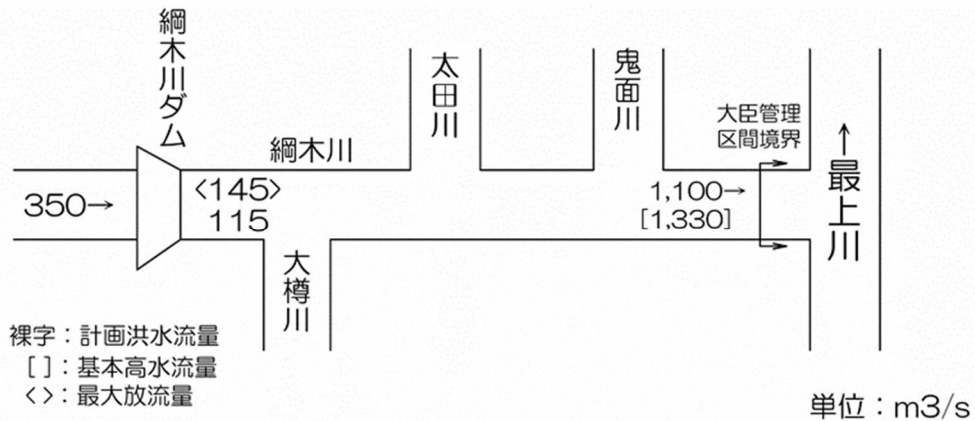 綱木川ダム
太田川
鬼面川
大臣管理
区間境界
綱木川
350→
<145>
115
1,100→
[1,330]
↑最上川
大樽川
裸字：計画洪水流量
[ ]：基本高水流量
<>：最大放流量
単位：m3/s